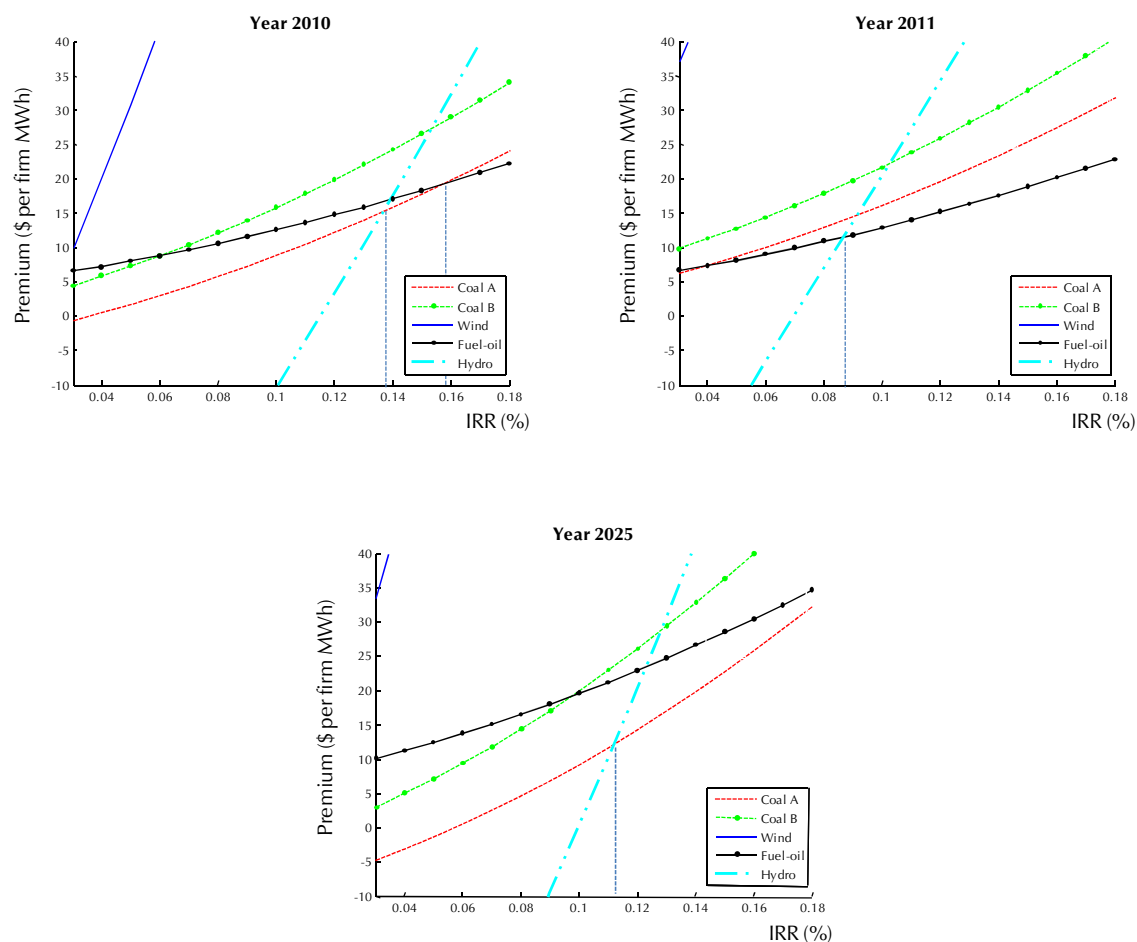 Year 2010
Premium ($ per firm MWh)
40
35
30
25
20
15
10
5
0
-5
-10
0.04 0.06 0.08 0.1 0.12 0.14 0.16 0.18
IRR (%)
Coal A
Coal B
Wind
Fuel-oil
Hydro
Year 2011
Premium ($ per firm MWh)
40
35
30
25
20
15
10
5
0
-5
-10
0.04 0.06 0.08 0.1 0.12 0.14 0.16 0.18
IRR (%)
Coal A
Coal B
Wind
Fuel-oil
Hydro
Year 2025
Premium ($ per firm MWh)
40
35
30
25
20
15
10
5
0
-5
-10
0.04 0.06 0.08 0.1 0.12 0.14 0.16 0.18
IRR (%)
Coal A
Coal B
Wind
Fuel-oil
Hydro